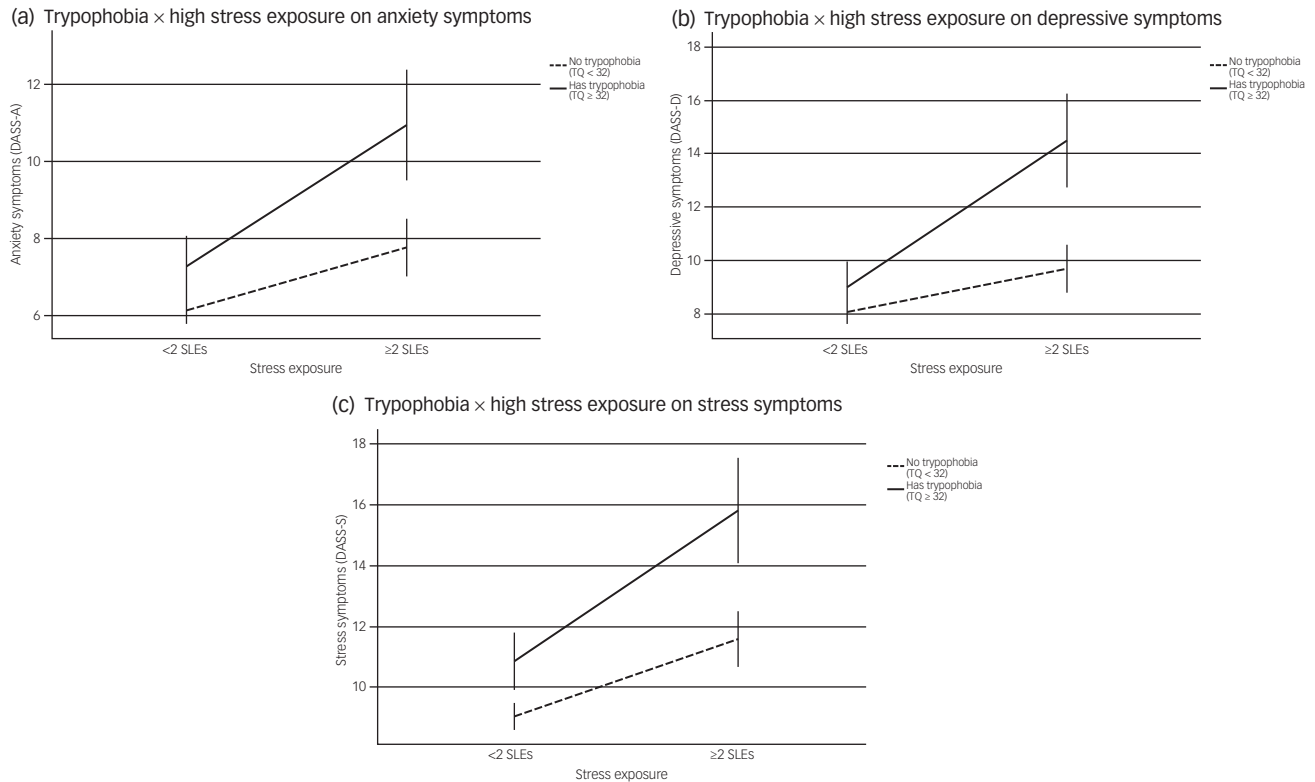 (a) Trypophobia × high stress exposure on anxiety symptoms
12
10
8
6
Anxiety symptoms (DASS-A)
<2 SLEs
≥2 SLEs
Stress exposure
No trypophobia
(TQ < 32)
Has trypophobia
(TQ ≥ 32)
(b) Trypophobia × high stress exposure on depressive symptoms
18
16
14
12
10
8
Depressive symptoms (DASS-D)
<2 SLEs
≥2 SLEs
Stress exposure
No trypophobia
(TQ < 32)
Has trypophobia
(TQ ≥ 32)
(c) Trypophobia × high stress exposure on stress symptoms
18
16
14
12
10
Stress symptoms (DASS-S)
<2 SLEs
≥2 SLEs
Stress exposure
No trypophobia
(TQ < 32)
Has trypophobia
(TQ ≥ 32)